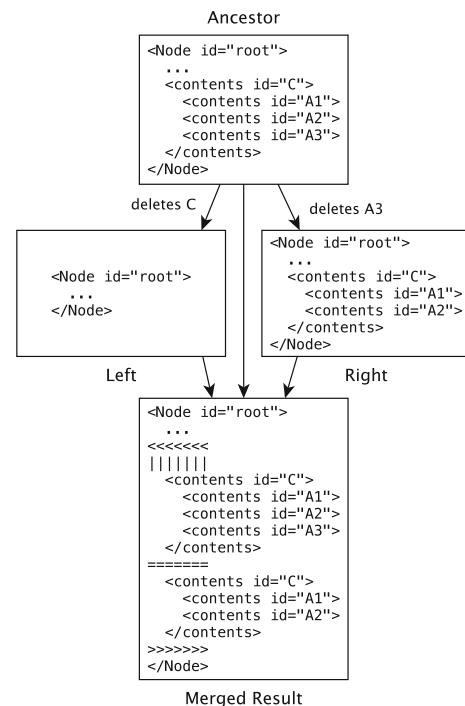 Ancestor
<Node id="root">
  ...
  <contents id="C">
    <contents id="A1">
    <contents id="A2">
    <contents id="A3">
  </contents>
</Node>
deletes C
deletes A3
<Node id="root">
  ...
</Node>
Left
<Node id="root">
  ...
  <contents id="C">
    <contents id="A1">
    <contents id="A2">
  </contents>
</Node>
Right
<Node id="root">
  ...
<<<<<<<
|||||||
  <contents id="C">
    <contents id="A1">
    <contents id="A2">
    <contents id="A3">
  </contents>
=======
  <contents id="C">
    <contents id="A1">
    <contents id="A2">
  </contents>
>>>>>>>
</Node>
Merged Result